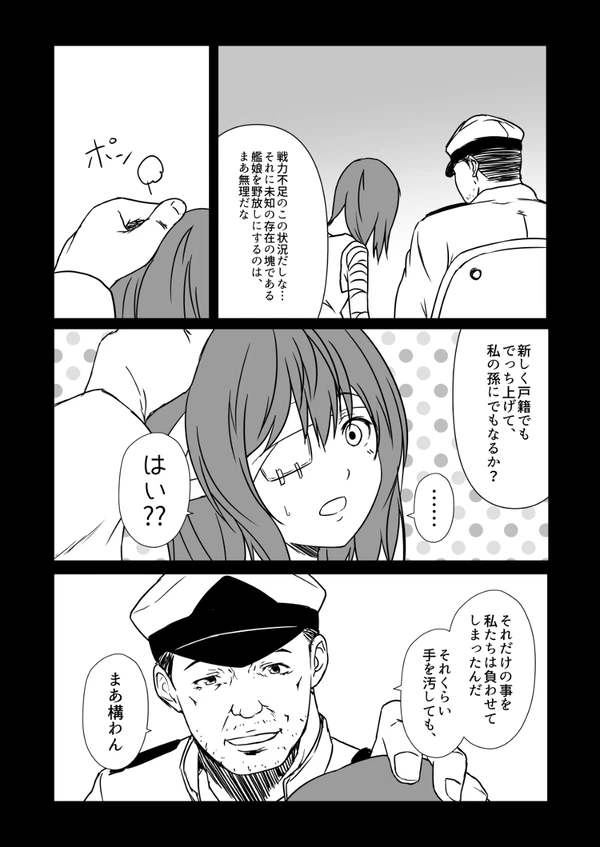 戦力不足のこの状況だしな…
それに未知の存在の塊である
艦娘を野放しにするのは、
まあ無理だな
ポン
新しく戸籍でも
でっち上げて、
私の孫にでもなるか?
……
はい??
それだけの事を
私たちは負わせて
しまったんだ
それくらい
手を汚しても、
まあ構わん